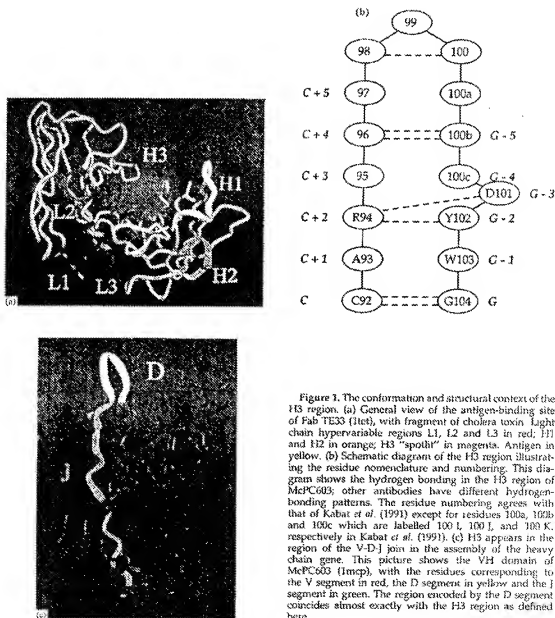 (b)
99
98 100
C + 5 97 100a
C + 4 96 100b G - 5
C + 3 95 100c G - 4
D101 G - 3
C + 2 R94 Y102 G - 2
C + 1 A93 W103 G - 1
C C92 G104 G
H3
H1
L2
H2
L1 L3
(a)
D
(c)
Figure 1. The conformation and structural context of the
H3 region. (a) General view of the antigen-binding site
of Fab TE33 (1tet), with fragment of cholera toxin. Light
chain hypervariable regions L1, L2 and L3 in red; H1
and H2 in orange; H3 "spotlit" in magenta. Antigen in
yellow. (b) Schematic diagram of the H3 region illustrat-
ing the residue nomenclature and numbering. This dia-
gram shows the hydrogen bonding in the H3 region of
McPC603; other antibodies have different hydrogen-
bonding patterns. The residue numbering agrees with
that of Kabat et al. (1991) except for residues 100a, 100b
and 100c which are labelled 100 I, 100 J, and 100 K,
respectively in Kabat et al. (1991). (c) H3 appears in the
region of the V-D-J join in the assembly of the heavy
chain gene. This picture shows the VH domain of
McPC603 (1mcp), with the residues corresponding to
the V segment in red, the D segment in yellow and the J
segment in green. The region encoded by the D segment
coincides almost exactly with the H3 region as defined
here.